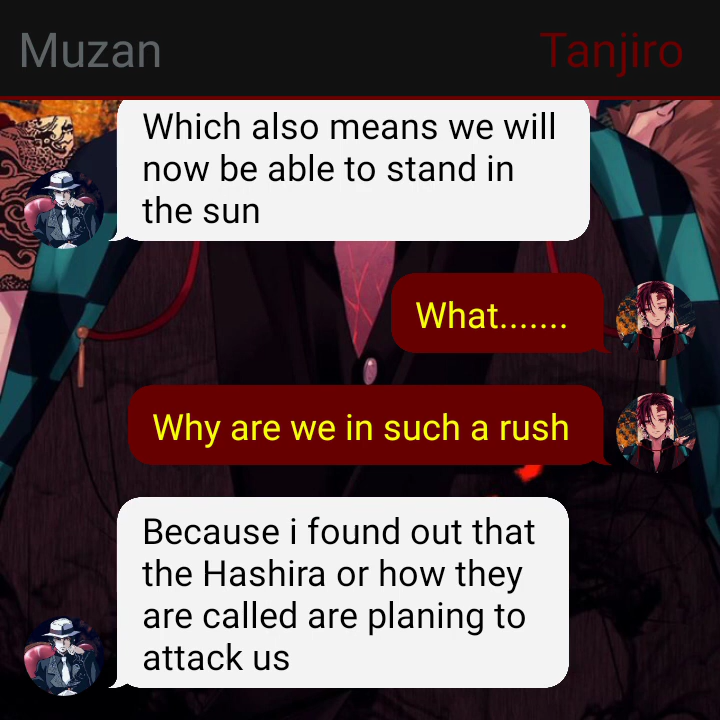 Muzan
Tanjiro
Which also means we will
now be able to stand in
the sun
What.......
Why are we in such a rush
Because i found out that
the Hashira or how they
are called are planing to
attack us